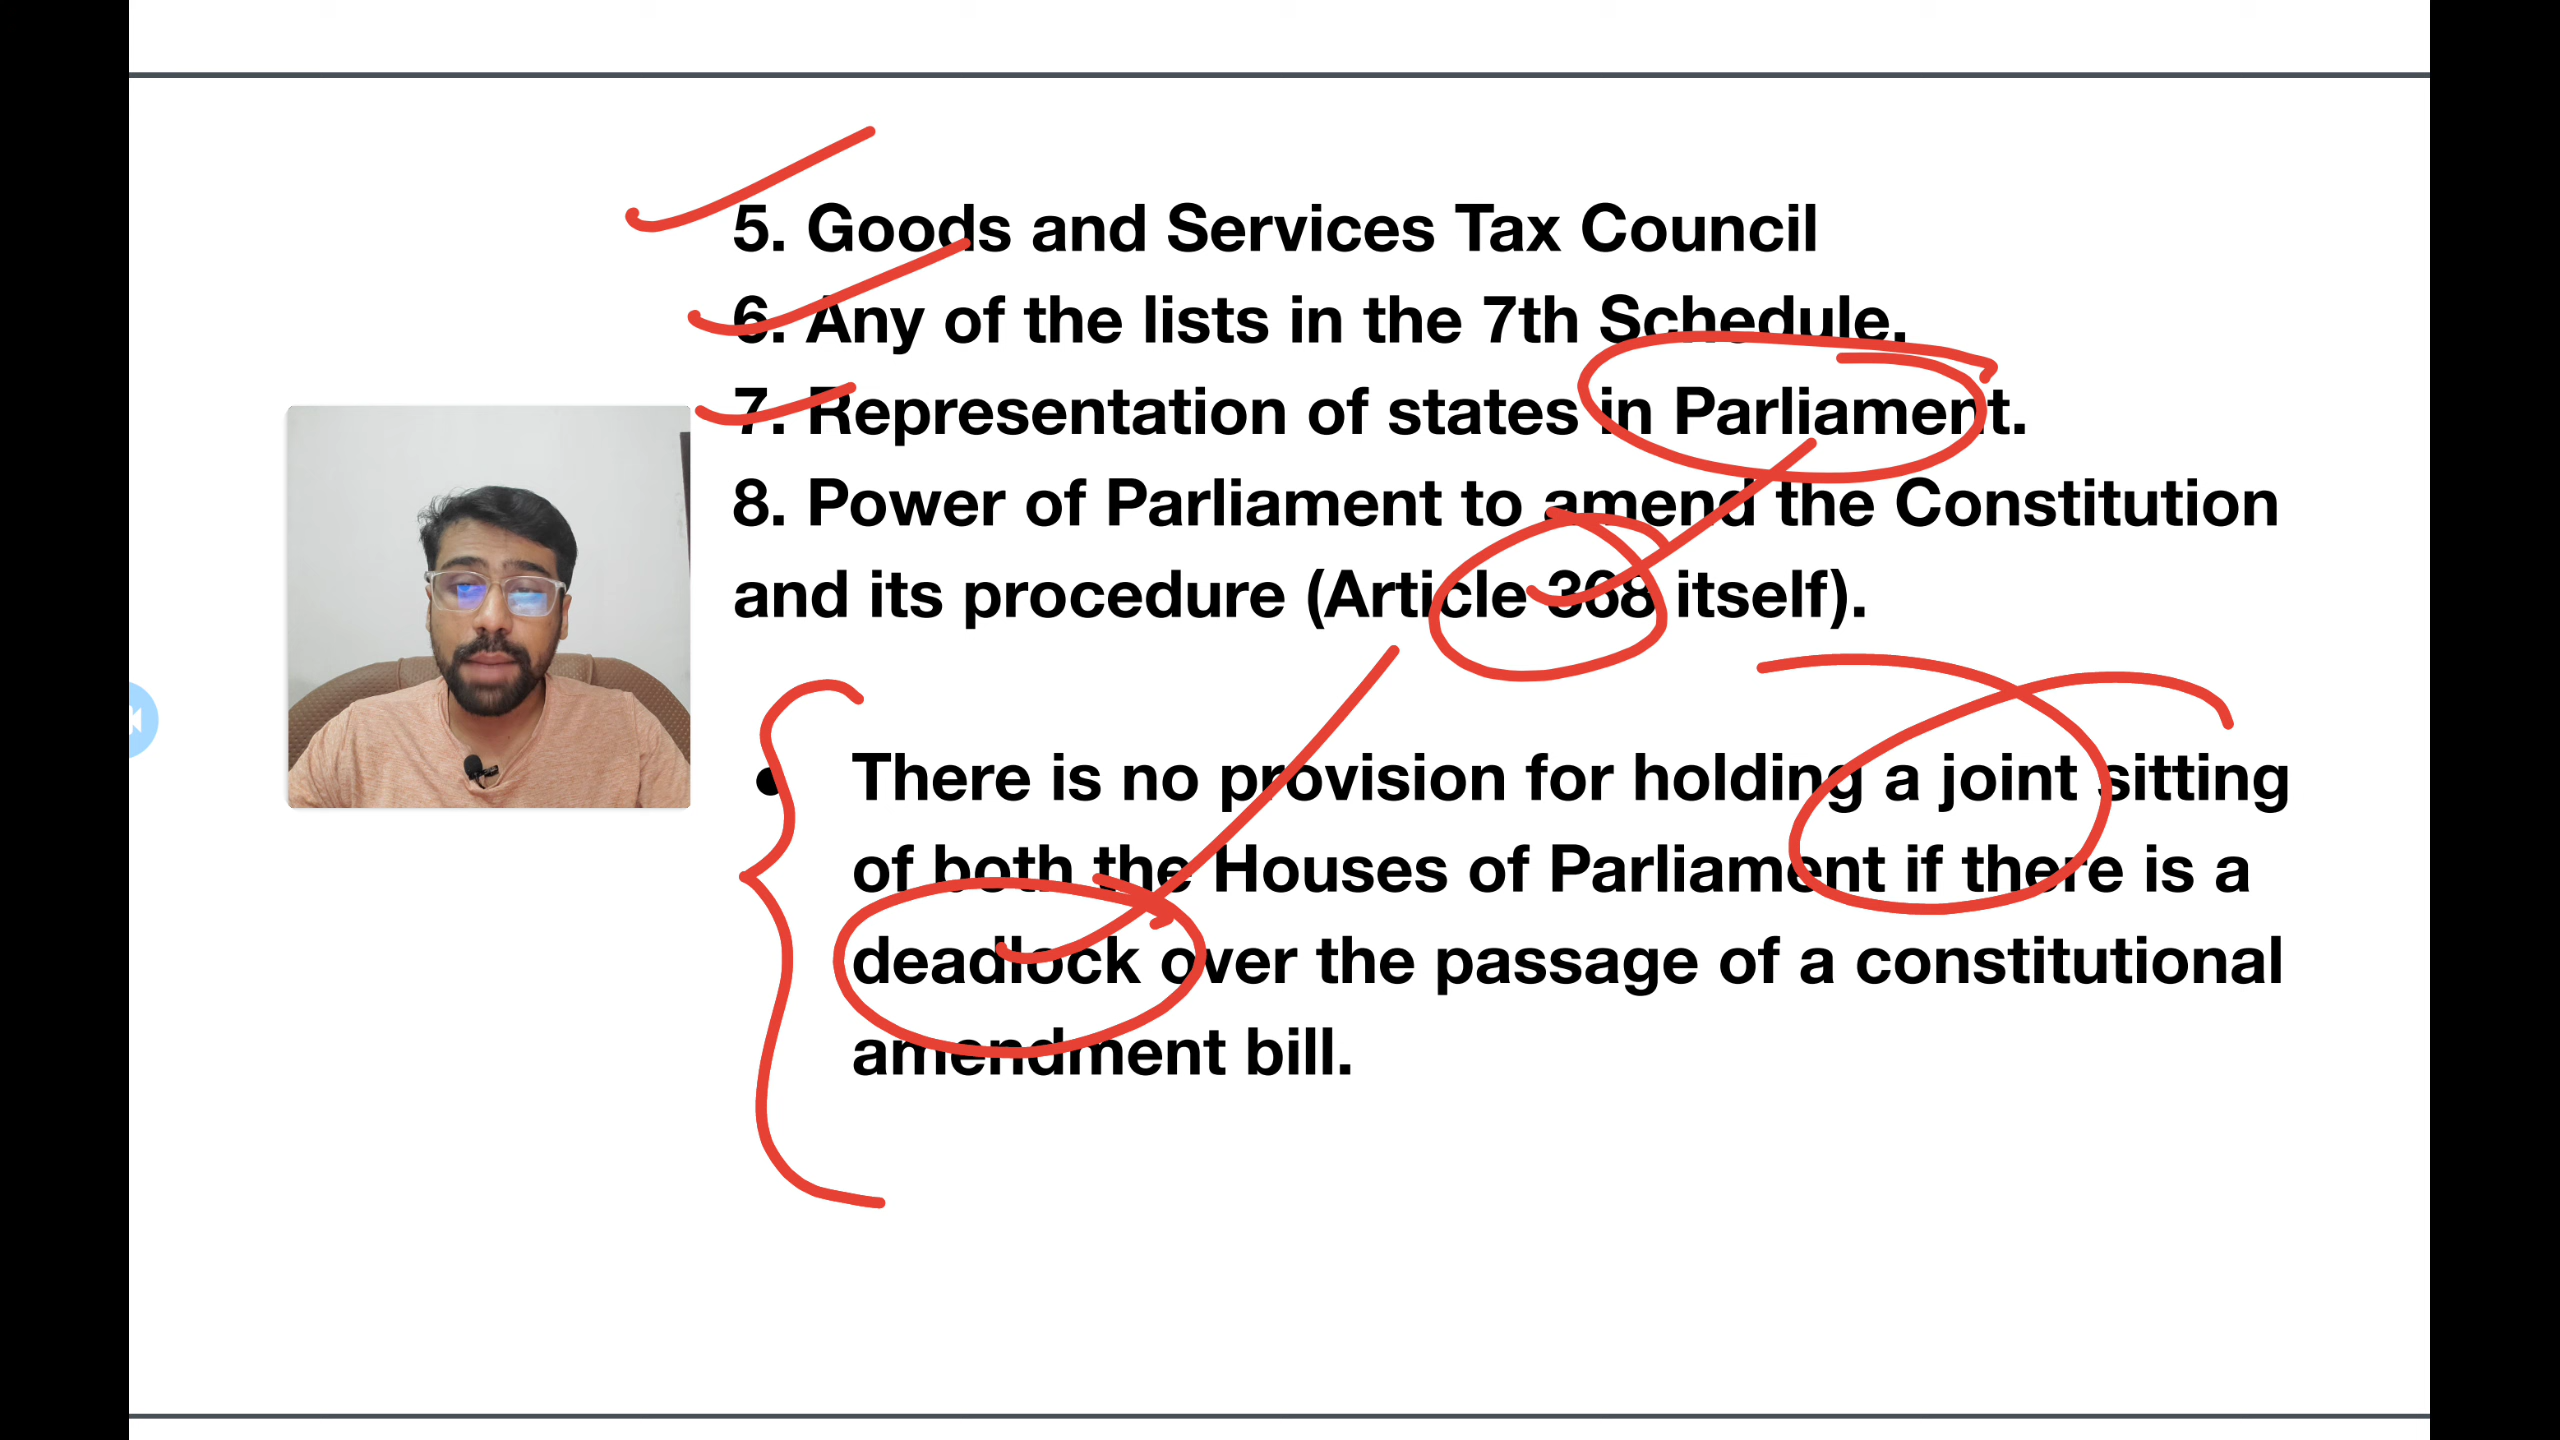 5. Goods and Services Tax Council
6. Any of the lists in the 7th Schedule.
7. Representation of states in Parliament.
8. Power of Parliament to amend the Constitution
and its procedure (Article 368 itself).
• There is no provision for holding a joint sitting
of both the Houses of Parliament if there is a
deadlock over the passage of a constitutional
amendment bill.